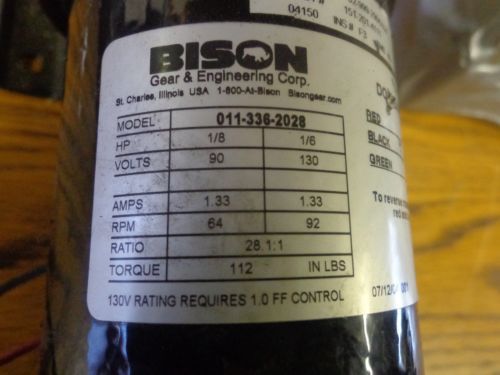 BISON
Gear & Engineering Corp.
St. Charles, Illinois USA 1-800-At-Bison Bisongear.com
MODEL 011-336-2028
HP 1/8 1/6
VOLTS 90 130
AMPS 1.33 1.33
RPM 64 92
RATIO 28.1:1
TORQUE 112 IN LBS
130V RATING REQUIRES 1.0 FF CONTROL
04150 INS# F3
RED
BLACK
GREEN
To reverse